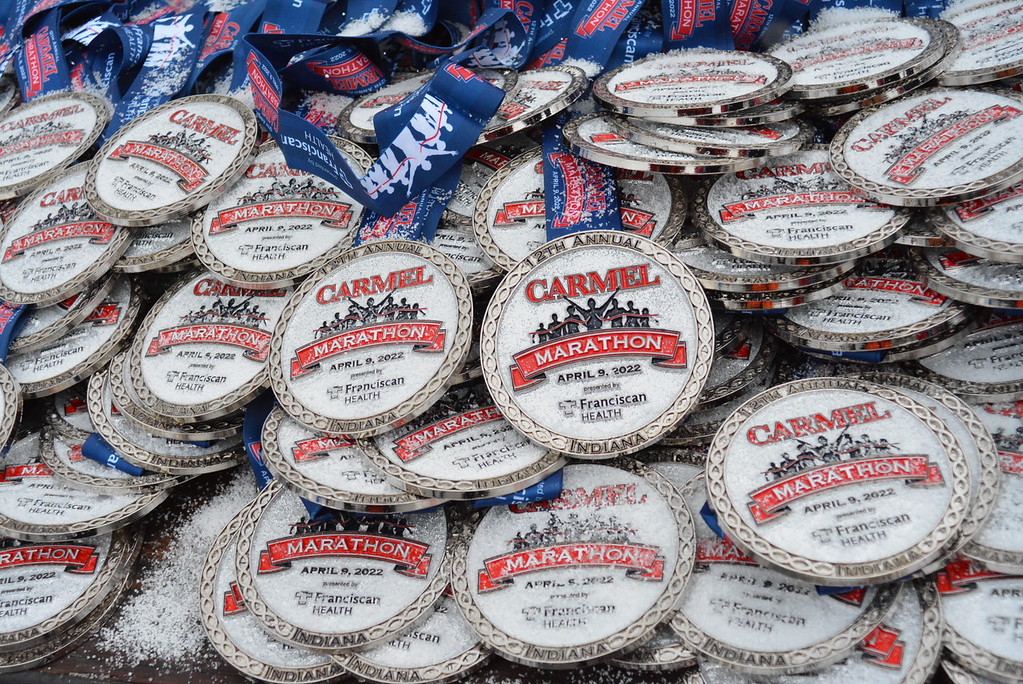 12TH ANNUAL
CARMEL
MARATHON
APRIL 9, 2022
presented by
Franciscan
HEALTH
INDIANA